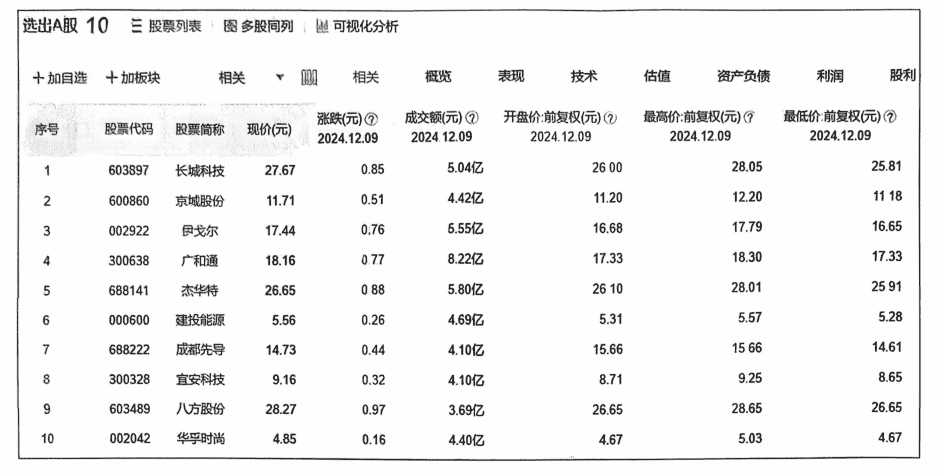 选出A股 10 股票列表 多股同列 可视化分析
+加自选 +加板块 相关 相关 概览 表现 技术 估值 资产负债 利润 股利
序号 股票代码 股票简称 现价(元) 涨跌(元)? 2024.12.09 成交额(元)? 2024.12.09 开盘价:前复权(元)? 2024.12.09 最高价:前复权(元)? 2024.12.09 最低价:前复权(元)? 2024.12.09
1 603897 长城科技 27.67 0.85 5.04亿 26 00 28.05 25.81
2 600860 京城股份 11.71 0.51 4.42亿 11.20 12.20 11 18
3 002922 伊戈尔 17.44 0.76 5.55亿 16.68 17.79 16.65
4 300638 广和通 18.16 0 77 8.22亿 17.33 18.30 17.33
5 688141 杰华特 26.65 0 88 5.80亿 26 10 28.01 25 91
6 000600 建投能源 5.56 0.26 4.69亿 5.31 5.57 5.28
7 688222 成都先导 14.73 0.44 4.10亿 15.66 15 66 14.61
8 300328 宜安科技 9.16 0.32 4.10亿 8.71 9.25 8.65
9 603489 八方股份 28.27 0.97 3.69亿 26.65 28.65 26.65
10 002042 华孚时尚 4.85 0.16 4.40亿 4.67 5.03 4.67